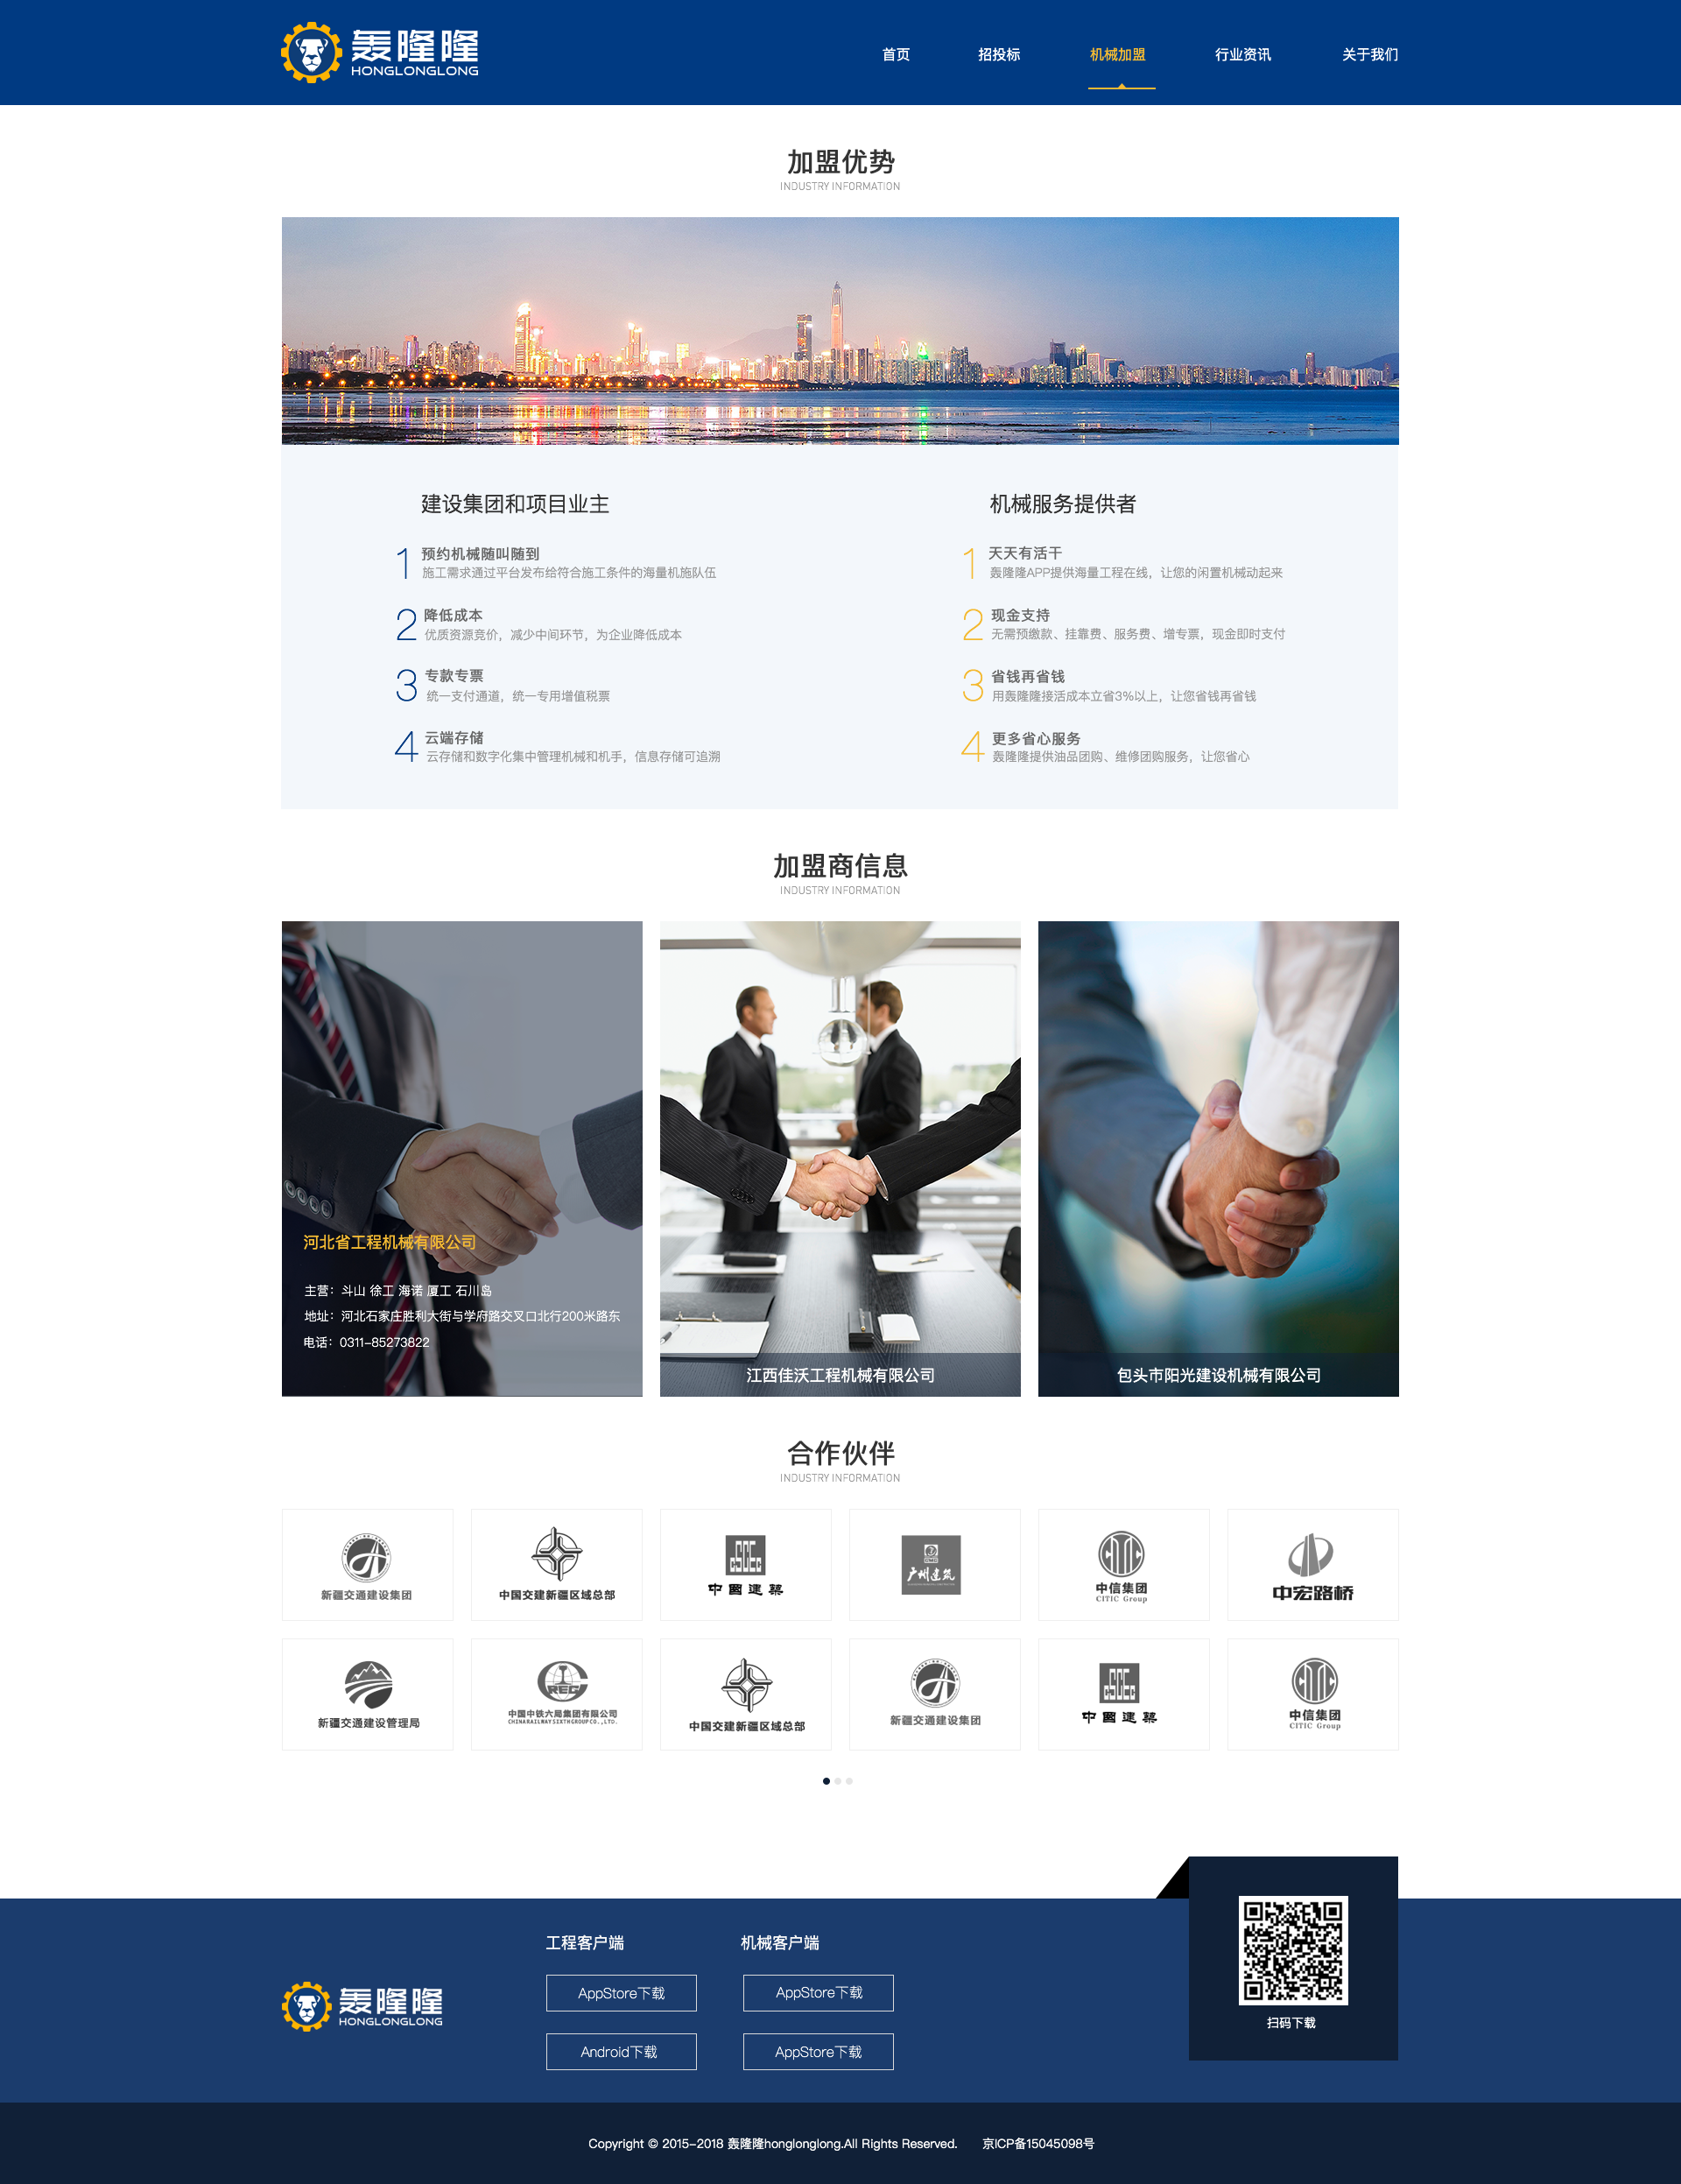 轰隆隆
HONGLONGLONG
首页 招投标 机械加盟 行业资讯 关于我们
加盟优势
INDUSTRY INFORMATION
建设集团和项目业主
1 预约机械随叫随到
施工需求通过平台发布给符合施工条件的海量机施队伍
2 降低成本
优质资源竞价，减少中间环节，为企业降低成本
3 专款专票
统一支付通道，统一专用增值税票
4 云端存储
云存储和数字化集中管理机械和机手，信息存储可追溯
机械服务提供者
1 天天有活干
轰隆隆APP提供海量工程在线，让您的闲置机械动起来
2 现金支持
无需预缴款、挂靠费、服务费、增专票，现金即时支付
3 省钱再省钱
用轰隆隆接活成本立省3%以上，让您省钱再省钱
4 更多省心服务
轰隆隆提供油品团购、维修团购服务，让您省心
加盟商信息
INDUSTRY INFORMATION
河北省工程机械有限公司
主营：斗山 徐工 海诺 厦工 石川岛
地址：河北石家庄胜利大街与学府路交叉口北行200米路东
电话：0311-85273822
江西佳沃工程机械有限公司
包头市阳光建设机械有限公司
合作伙伴
INDUSTRY INFORMATION
新疆交通建设集团
中国交建新疆区域总部
CSCEC
中國建築
广州建筑
中信集团
CITIC Group
中宏路桥
新疆交通建设管理局
CREC
中国中铁六局集团有限公司
CHINA RAILWAY SIXTH GROUP CO., LTD.
中国交建新疆区域总部
新疆交通建设集团
CSCEC
中國建築
中信集团
CITIC Group
轰隆隆
HONGLONGLONG
工程客户端
AppStore下载
Android下载
机械客户端
AppStore下载
AppStore下载
扫码下载
Copyright © 2015-2018 轰隆隆honglonglong.All Rights Reserved. 京ICP备15045098号